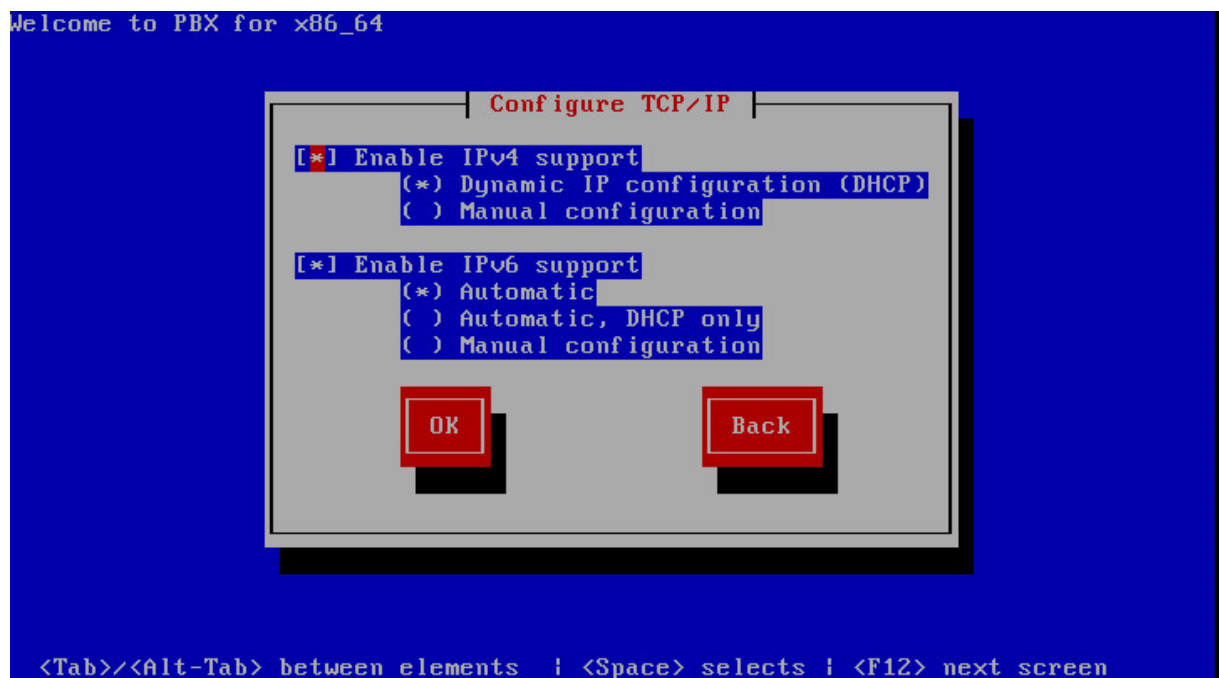 Welcome to PBX for x86_64
Configure TCP/IP
[*] Enable IPv4 support
(*) Dynamic IP configuration (DHCP)
( ) Manual configuration
[*] Enable IPv6 support
(*) Automatic
( ) Automatic, DHCP only
( ) Manual configuration
OK Back
<Tab>/<Alt-Tab> between elements | <Space> selects | <F12> next screen